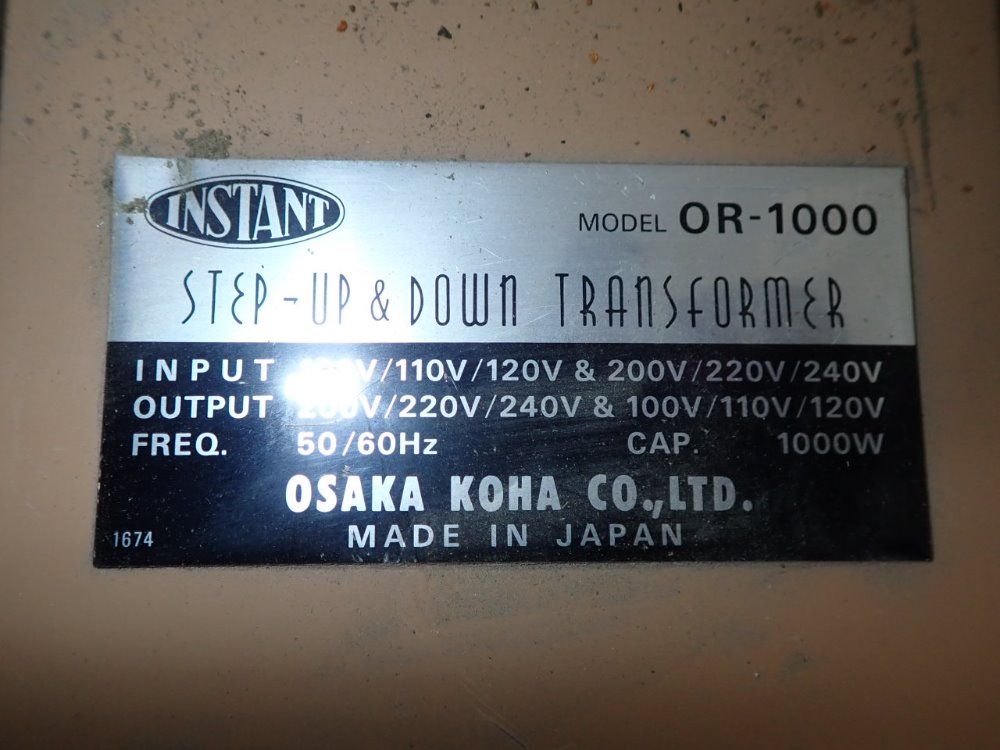 INSTANT
MODEL OR-1000
STEP-UP & DOWN TRANSFORMER
INPUT 100V/110V/120V & 200V/220V/240V
OUTPUT 200V/220V/240V & 100V/110V/120V
FREQ. 50/60Hz CAP. 1000W
OSAKA KOHA CO.,LTD.
1674 MADE IN JAPAN